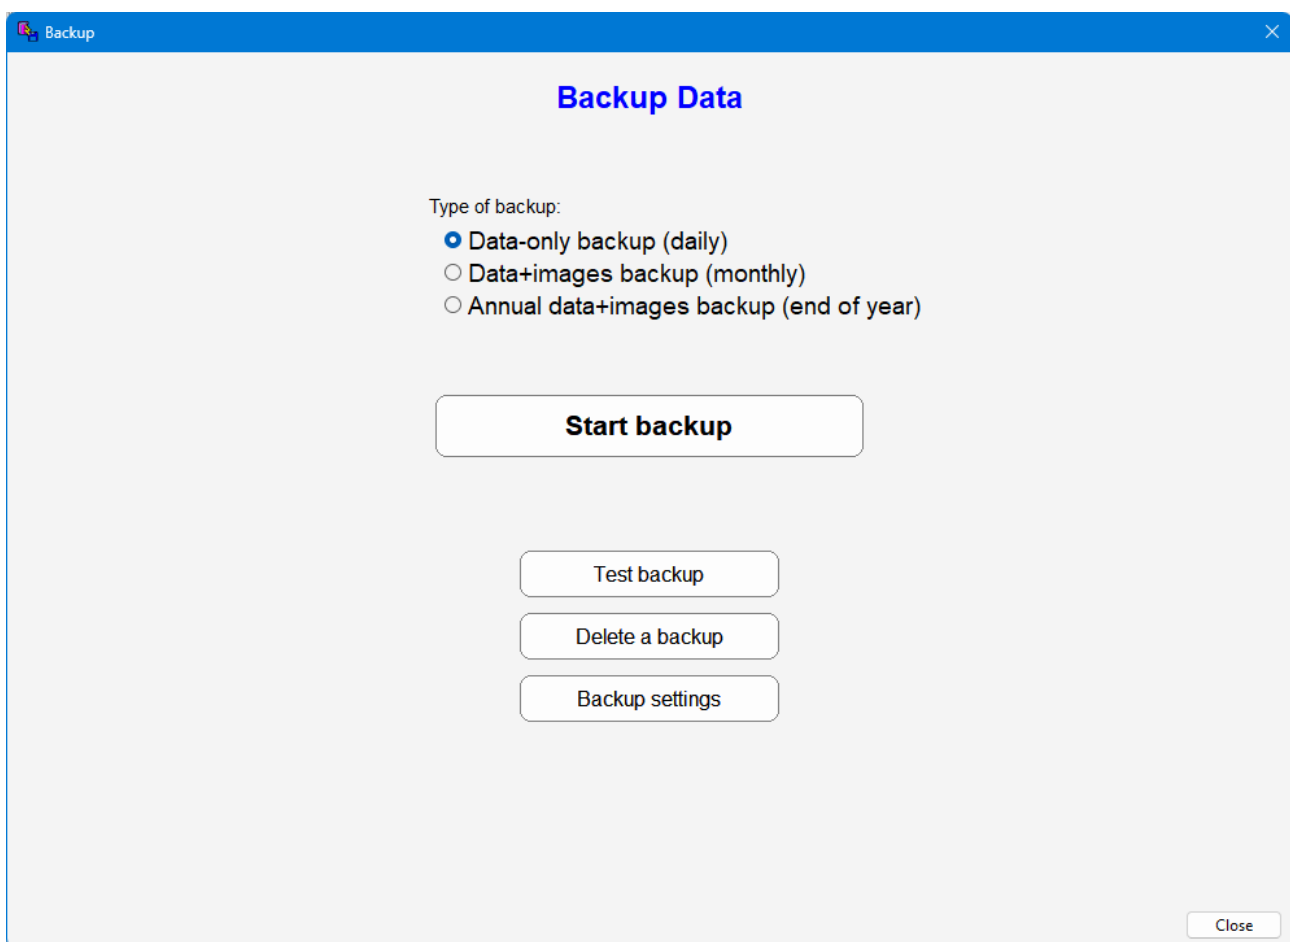 Backup
Backup Data
Type of backup:
Data-only backup (daily)
Data+images backup (monthly)
Annual data+images backup (end of year)
Start backup
Test backup
Delete a backup
Backup settings
Close